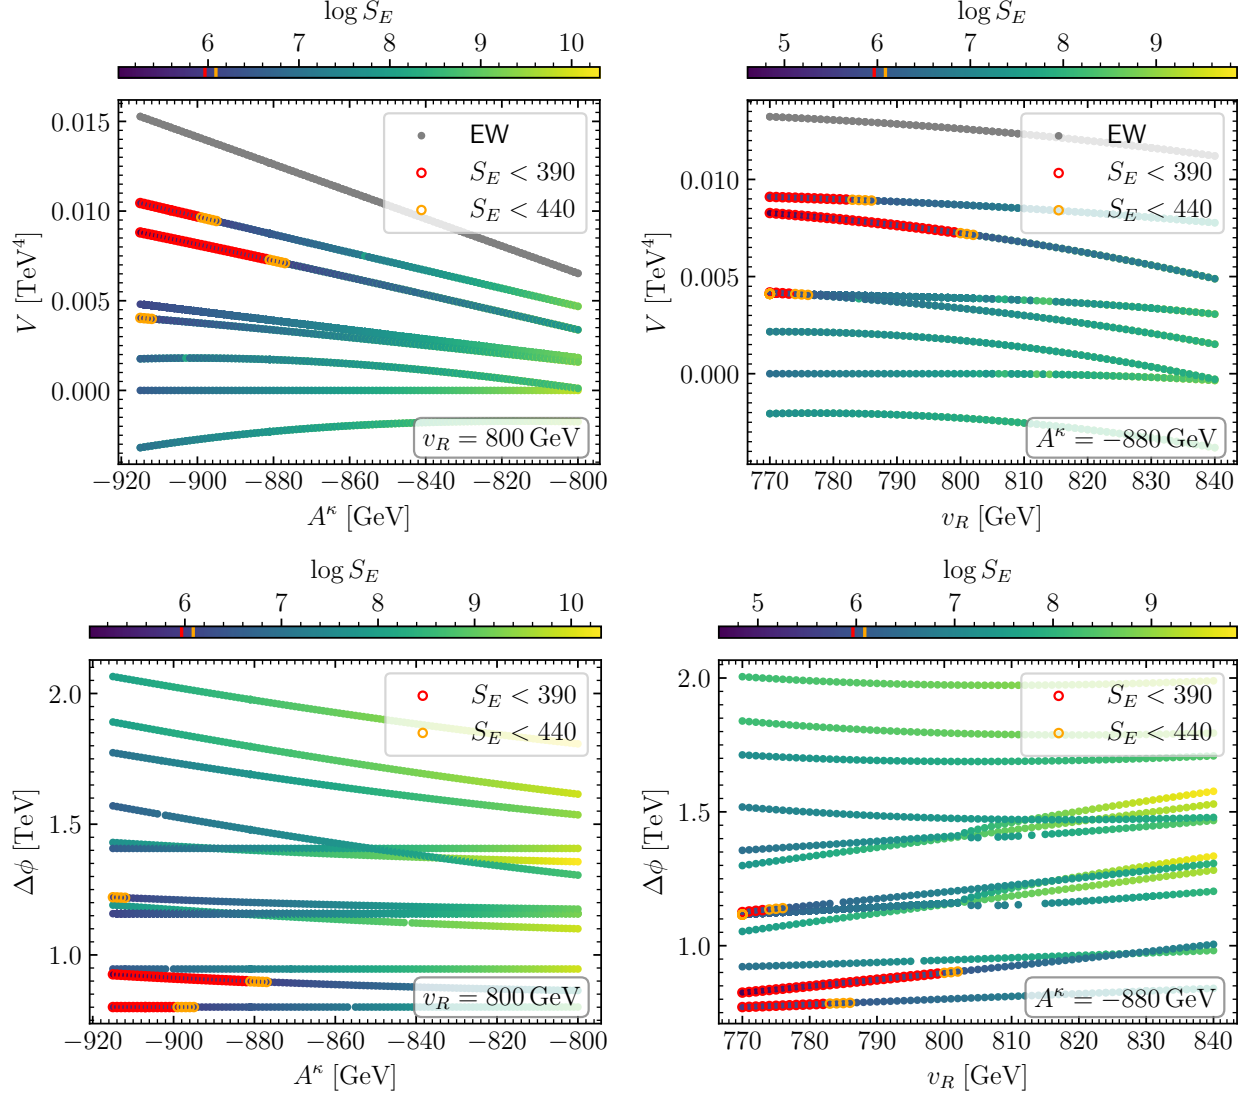 log S_E
6 7 8 9 10
0.015
0.010
0.005
0.000
V [TeV⁴]
EW
S_E < 390
S_E < 440
v_R = 800 GeV
−920 −900 −880 −860 −840 −820 −800
A^κ [GeV]
log S_E
5 6 7 8 9
0.010
0.005
0.000
V [TeV⁴]
EW
S_E < 390
S_E < 440
A^κ = −880 GeV
770 780 790 800 810 820 830 840
v_R [GeV]
log S_E
6 7 8 9 10
2.0
1.5
1.0
Δϕ [TeV]
S_E < 390
S_E < 440
v_R = 800 GeV
−920 −900 −880 −860 −840 −820 −800
A^κ [GeV]
log S_E
5 6 7 8 9
2.0
1.5
1.0
Δϕ [TeV]
S_E < 390
S_E < 440
A^κ = −880 GeV
770 780 790 800 810 820 830 840
v_R [GeV]